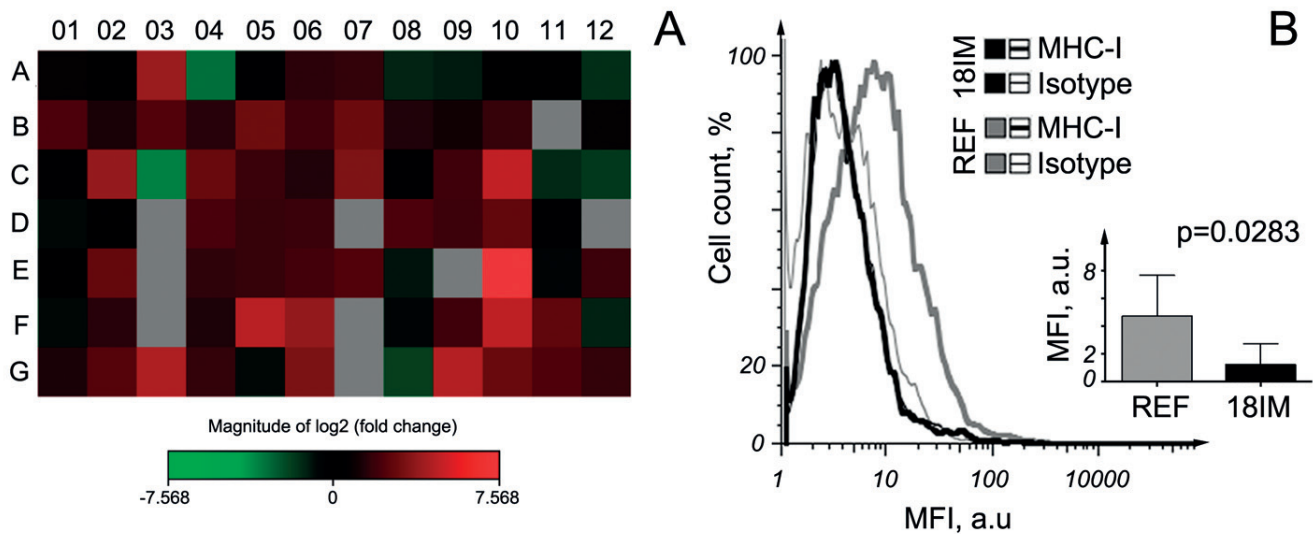 01 02 03 04 05 06 07 08 09 10 11 12
A
B
C
D
E
F
G
Magnitude of log2 (fold change)
-7.568 0 7.568
A
B
100
20
0
Cell count, %
1 10 100 10000
MFI, a.u
18IM
MHC-I
Isotype
REF
MHC-I
Isotype
p=0.0283
MFI, a.u.
8
2
0
REF 18IM